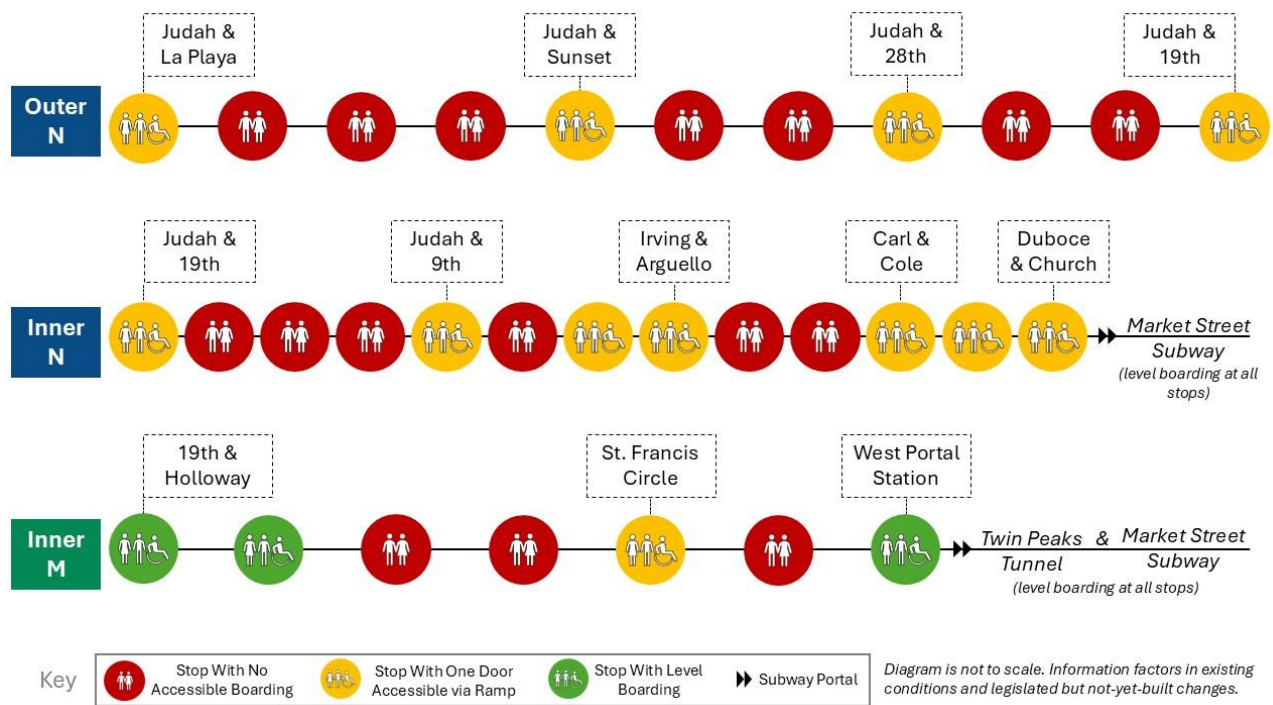 Judah &
La Playa
Judah &
Sunset
Judah &
28th
Judah &
19th
Outer
N
Judah &
19th
Judah &
9th
Irving &
Arguello
Carl &
Cole
Duboce
& Church
Inner
N
Market Street
Subway
(level boarding at all
stops)
19th &
Holloway
St. Francis
Circle
West Portal
Station
Inner
M
Twin Peaks & Market Street
Tunnel Subway
(level boarding at all stops)
Key
Stop With No
Accessible Boarding
Stop With One Door
Accessible via Ramp
Stop With Level
Boarding
Subway Portal
Diagram is not to scale. Information factors in existing
conditions and legislated but not-yet-built changes.